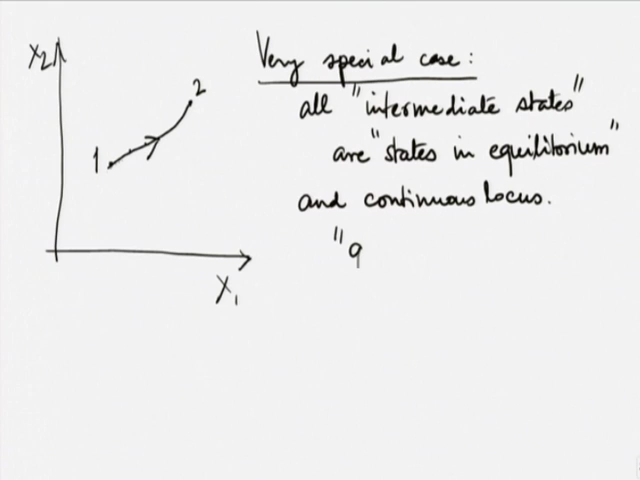 X2
2
1
X1
Very special case:
all "intermediate states"
are "states in equilibrium"
and continuous locus.
"q